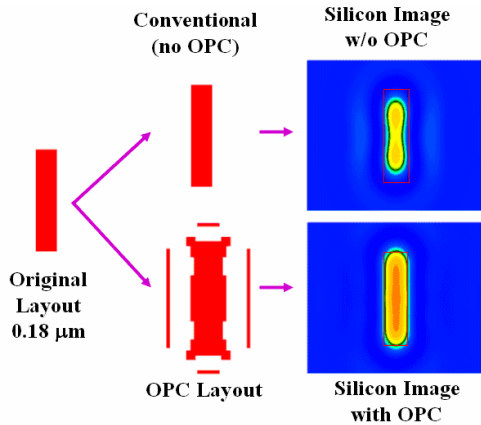 Conventional
(no OPC)
Silicon Image
w/o OPC
Original
Layout
0.18 μm
OPC Layout
Silicon Image
with OPC